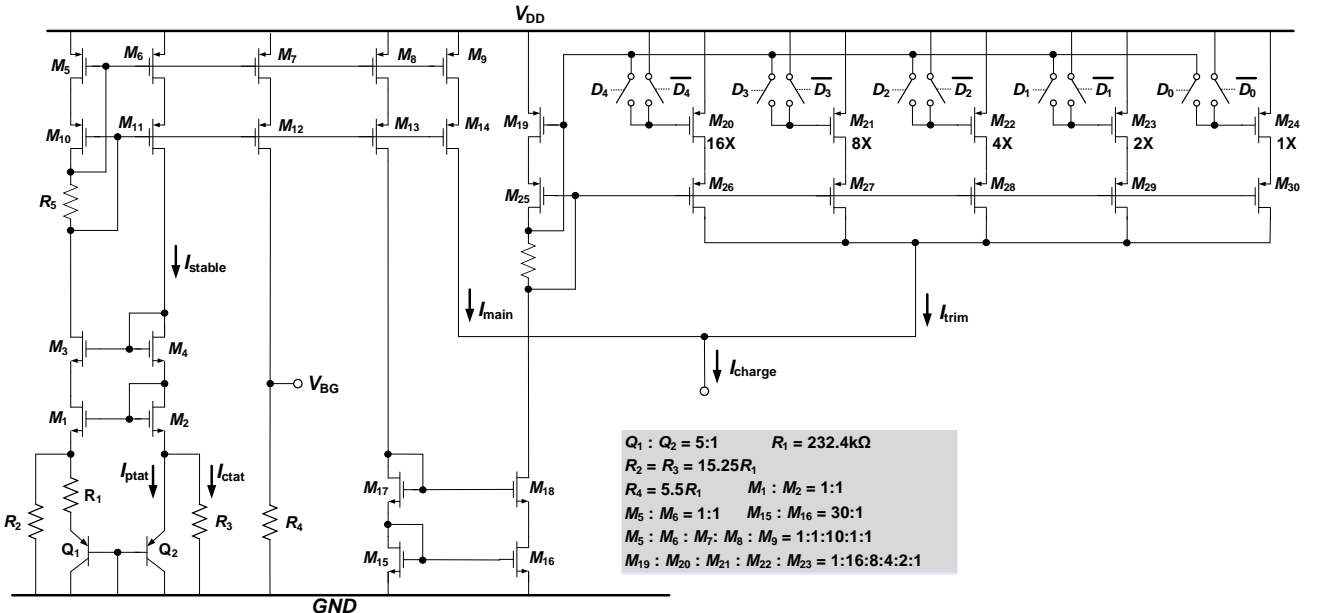 VDD
M5 M6 M7 M8 M9
D4 D4 D3 D3 D2 D2 D1 D1 D0 D0
M10 M11 M12 M13 M14 M19 M20 M21 M22 M23 M24
16X 8X 4X 2X 1X
R5 M25 M26 M27 M28 M29 M30
Istable
Imain Itrim
M3 M4
Icharge
VBG
M1 M2
Iptat Ictat
R1
R2 R3 R4
Q1 Q2
M17 M18
M15 M16
GND
Q1 : Q2 = 5:1 R1 = 232.4kΩ
R2 = R3 = 15.25R1
R4 = 5.5R1 M1 : M2 = 1:1
M5 : M6 = 1:1 M15 : M16 = 30:1
M5 : M6 : M7: M8 : M9 = 1:1:10:1:1
M19 : M20 : M21 : M22 : M23 = 1:16:8:4:2:1